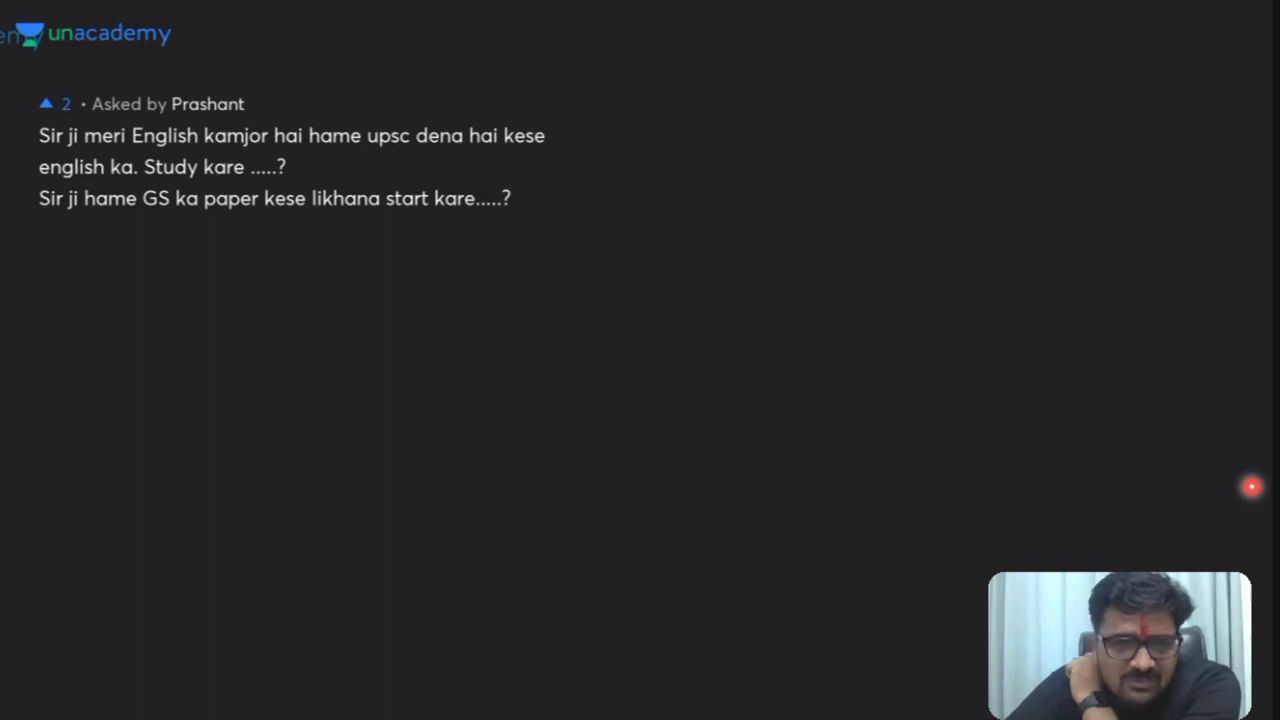 unacademy
2 • Asked by Prashant
Sir ji meri English kamjor hai hame upsc dena hai kese
english ka. Study kare .....?
Sir ji hame GS ka paper kese likhana start kare.....?